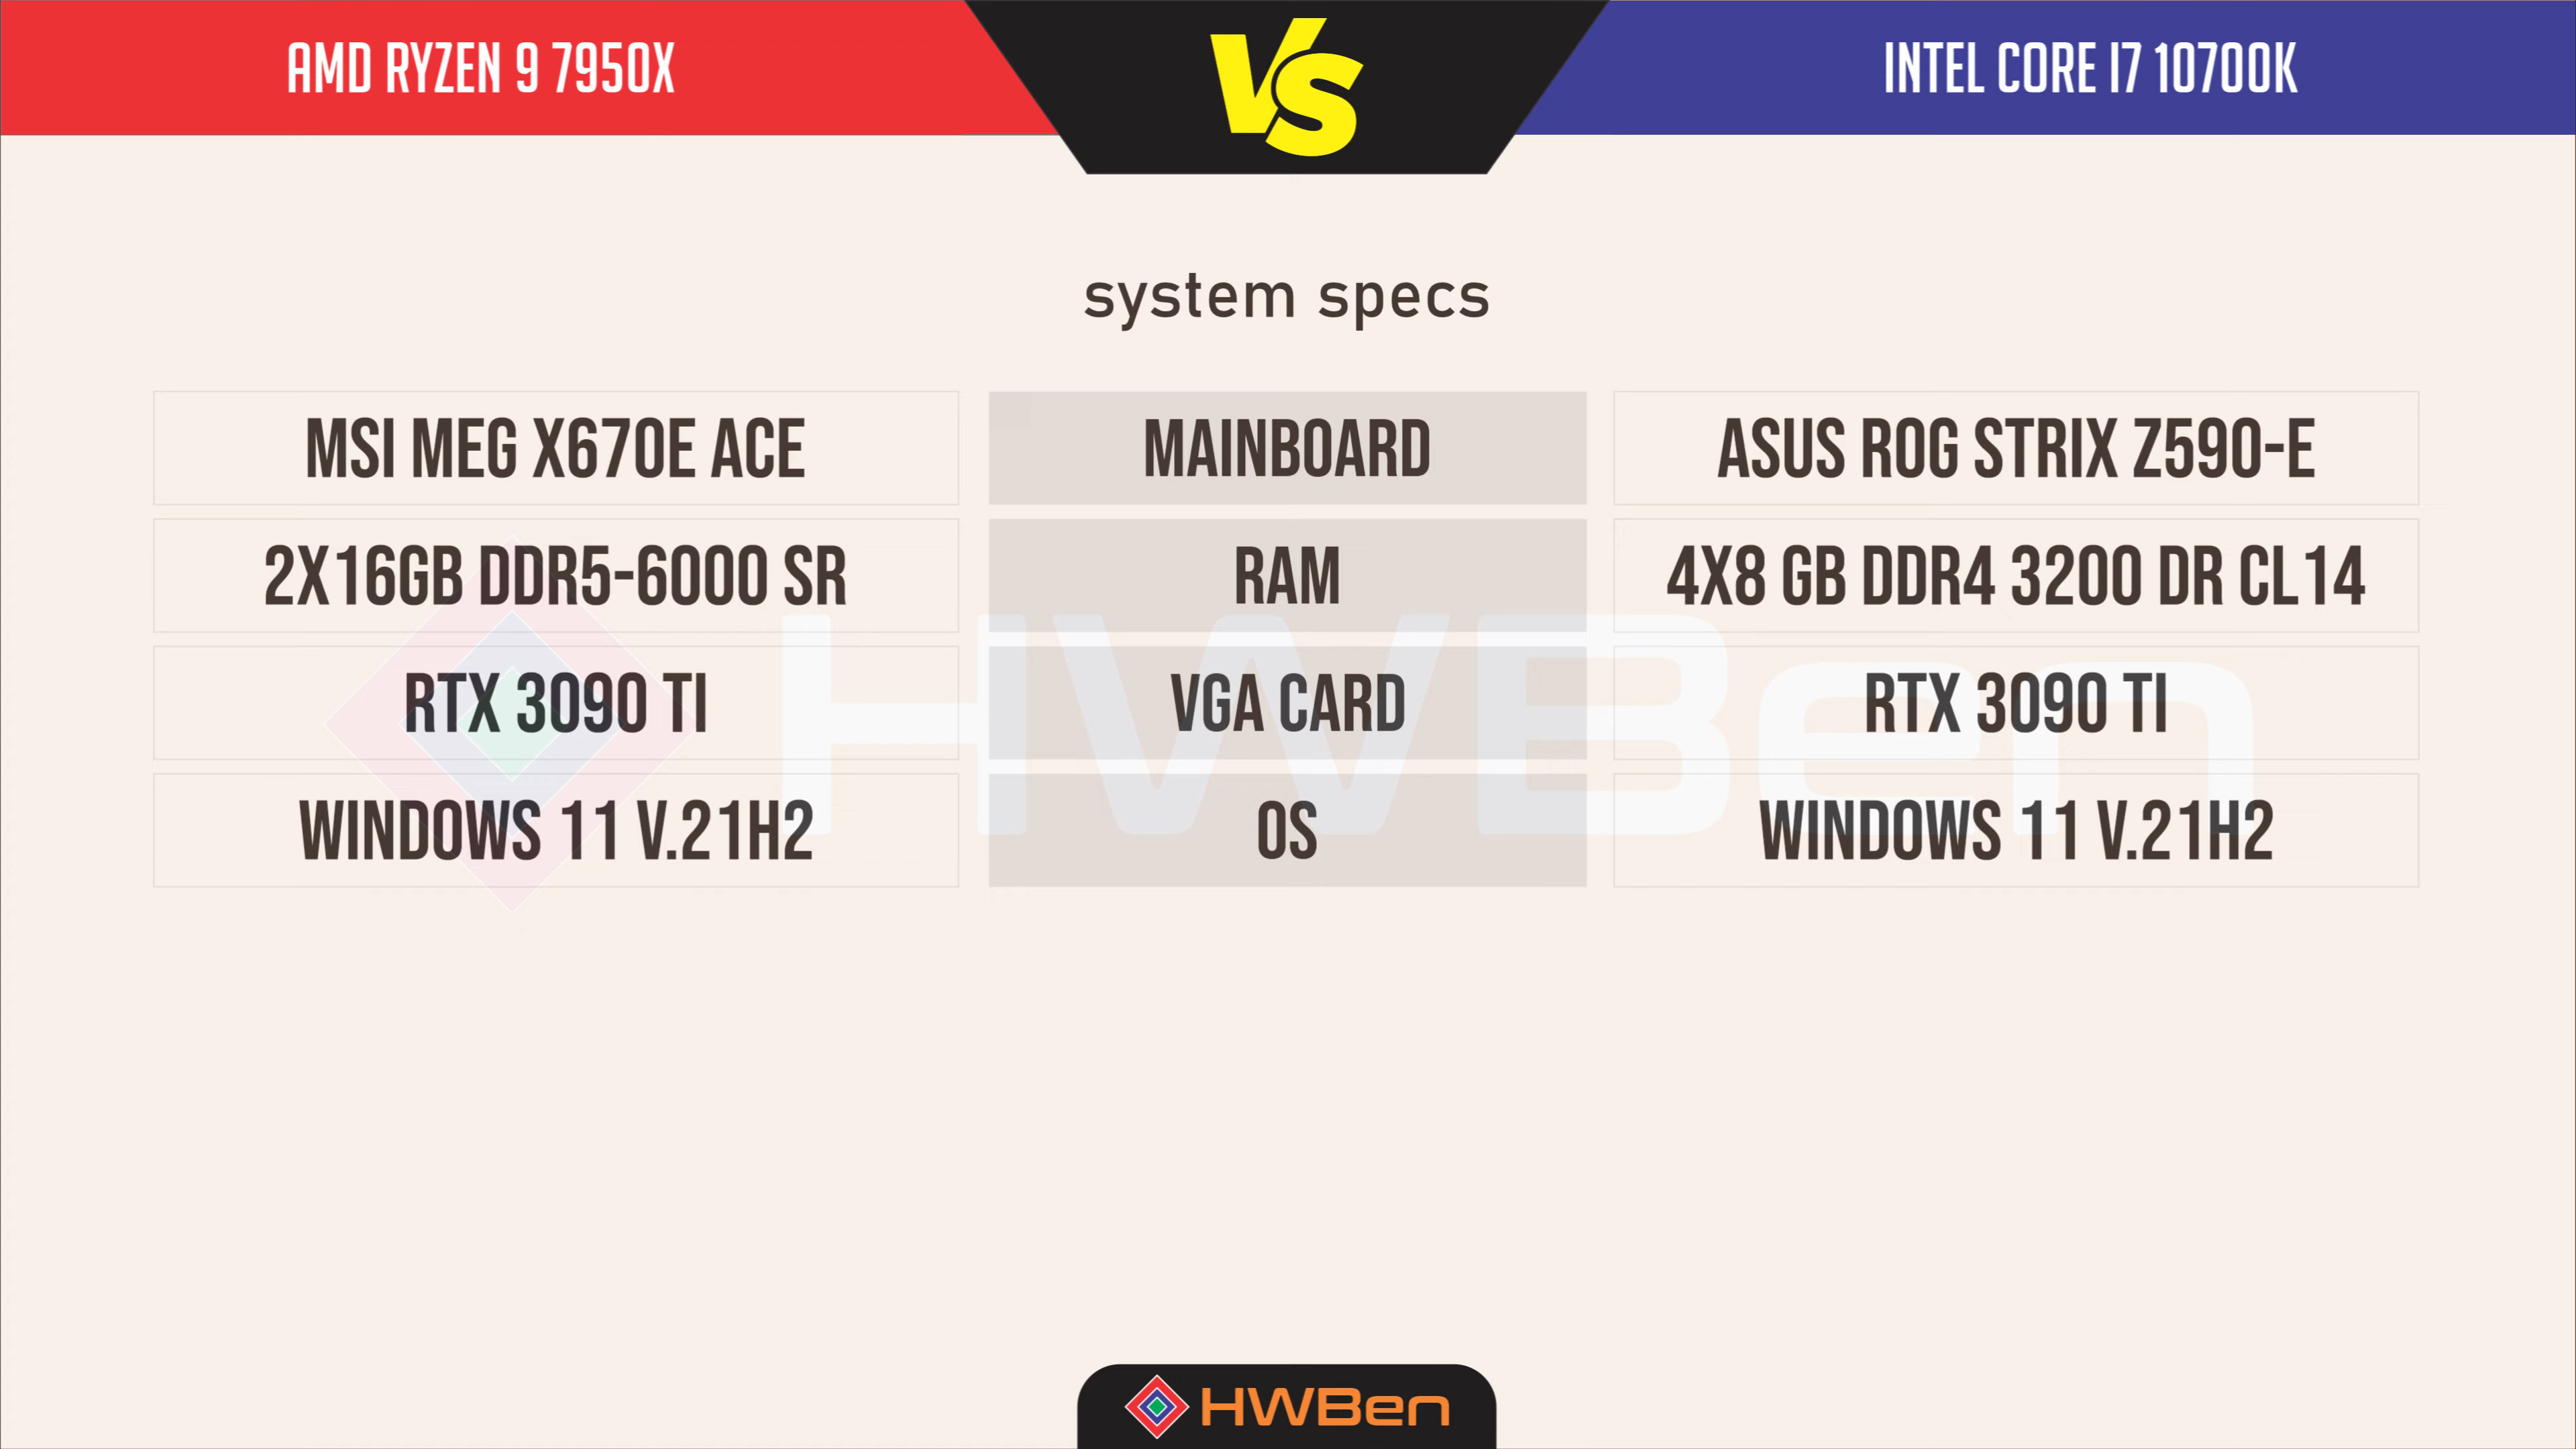 AMD RYZEN 9 7950X
VS
INTEL CORE I7 10700K
system specs
MSI MEG X670E ACE
MAINBOARD
ASUS ROG STRIX Z590-E
2X16GB DDR5-6000 SR
RAM
4X8 GB DDR4 3200 DR CL14
RTX 3090 TI
VGA CARD
RTX 3090 TI
WINDOWS 11 V.21H2
OS
WINDOWS 11 V.21H2
HWBen
HWBen